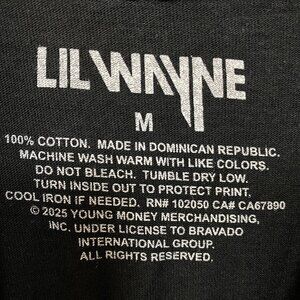 LIL WAYNE
M
100% COTTON. MADE IN DOMINICAN REPUBLIC.
MACHINE WASH WARM WITH LIKE COLORS.
DO NOT BLEACH. TUMBLE DRY LOW.
TURN INSIDE OUT TO PROTECT PRINT.
COOL IRON IF NEEDED. RN# 102050 CA# CA67890
© 2025 YOUNG MONEY MERCHANDISING,
INC. UNDER LICENSE TO BRAVADO
INTERNATIONAL GROUP.
ALL RIGHTS RESERVED.